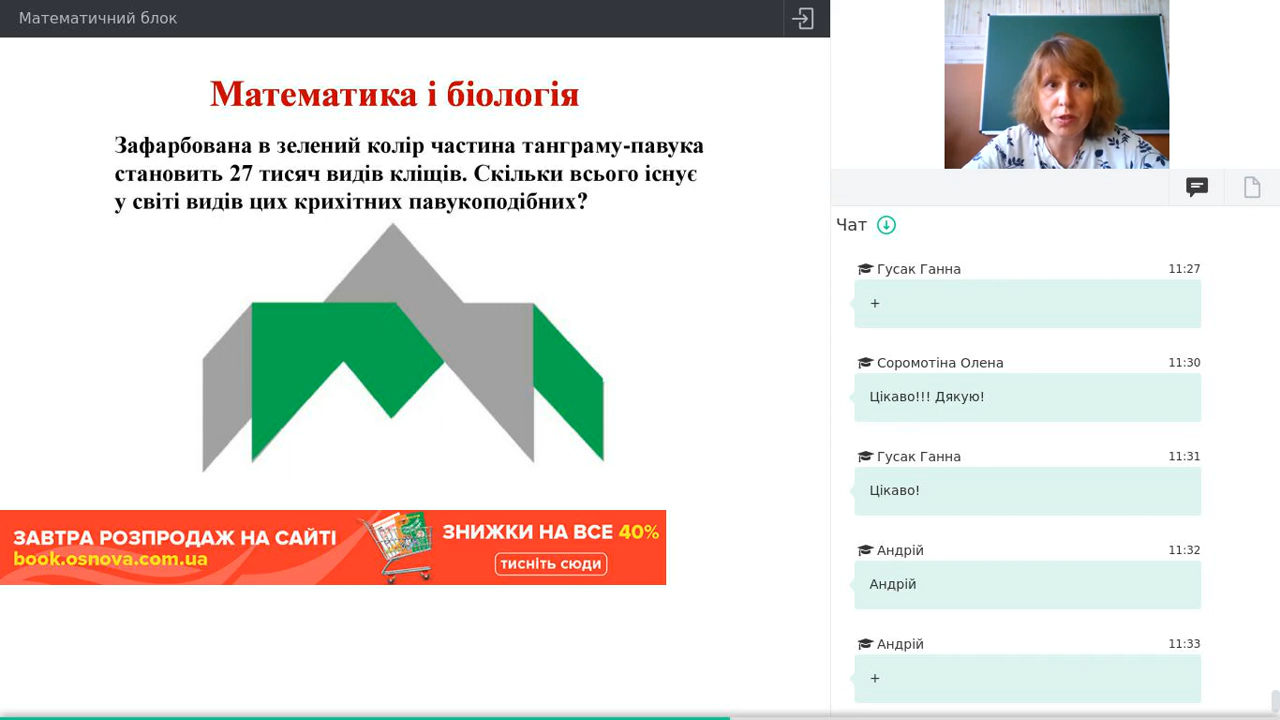 Математичний блок
Математика і біологія
Зафарбована в зелений колір частина танграму-павука
становить 27 тисяч видів кліщів. Скільки всього існує
у світі видів цих крихітних павукоподібних?
ЗАВТРА РОЗПРОДАЖ НА САЙТІ
book.osnova.com.ua
ЗНИЖКИ НА ВСЕ 40%
тисніть сюди
Чат
Гусак Ганна 11:27
+
Соромотіна Олена 11:30
Цікаво!!! Дякую!
Гусак Ганна 11:31
Цікаво!
Андрій 11:32
Андрій
Андрій 11:33
+